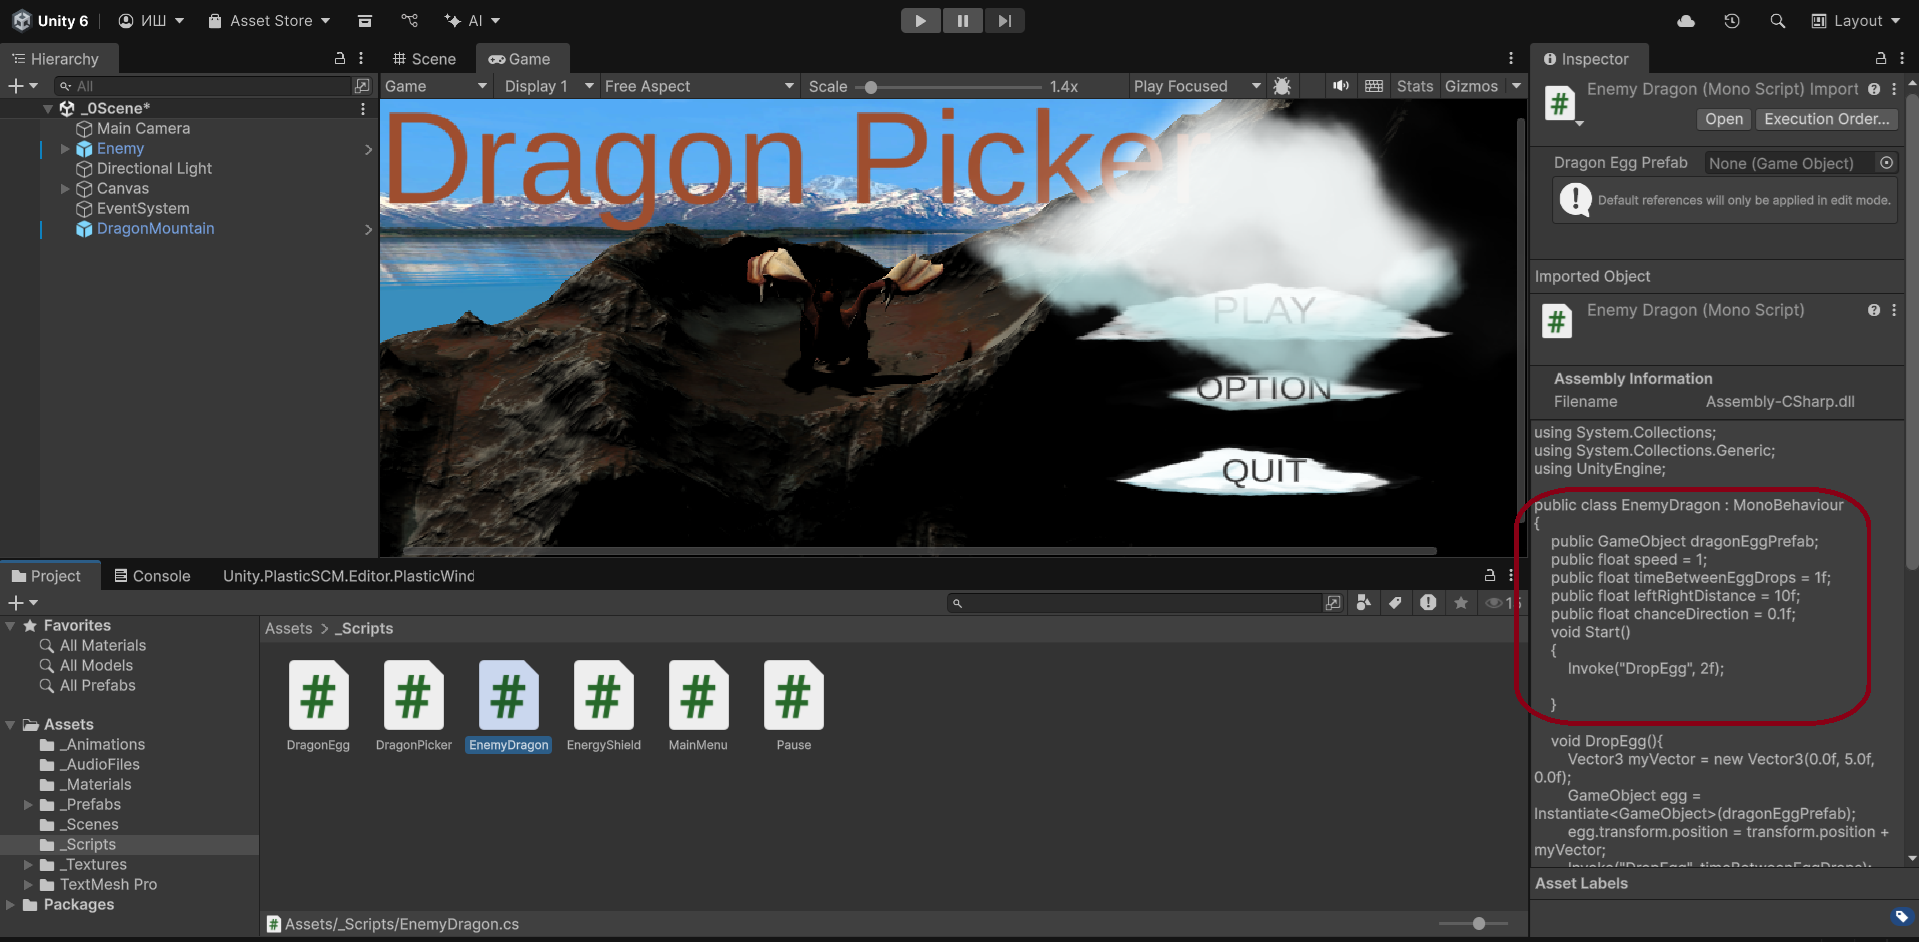 Unity 6
ИШ
Asset Store
AI
Layout
Hierarchy
All
_0Scene*
Main Camera
Enemy
Directional Light
Canvas
EventSystem
DragonMountain
Scene
Game
Game
Display 1
Free Aspect
Scale
1.4x
Play Focused
Stats
Gizmos
Dragon Picker
PLAY
OPTION
QUIT
Inspector
Enemy Dragon (Mono Script) Import
Open
Execution Order...
Dragon Egg Prefab
None (Game Object)
Default references will only be applied in edit mode.
Imported Object
Enemy Dragon (Mono Script)
Assembly Information
Filename
Assembly-CSharp.dll
using System.Collections;
using System.Collections.Generic;
using UnityEngine;
public class EnemyDragon : MonoBehaviour
{
public GameObject dragonEggPrefab;
public float speed = 1;
public float timeBetweenEggDrops = 1f;
public float leftRightDistance = 10f;
public float chanceDirection = 0.1f;
void Start()
{
Invoke("DropEgg", 2f);
}
void DropEgg(){
Vector3 myVector = new Vector3(0.0f, 5.0f,
0.0f);
GameObject egg =
Instantiate<GameObject>(dragonEggPrefab);
egg.transform.position = transform.position +
myVector;
Invoke("DropEgg", timeBetweenEggDrops);
Asset Labels
Project
Console
Unity.PlasticSCM.Editor.PlasticWind
Favorites
All Materials
All Models
All Prefabs
Assets
_Animations
_AudioFiles
_Materials
_Prefabs
_Scenes
_Scripts
_Textures
TextMesh Pro
Packages
Assets > _Scripts
DragonEgg
DragonPicker
EnemyDragon
EnergyShield
MainMenu
Pause
Assets/_Scripts/EnemyDragon.cs